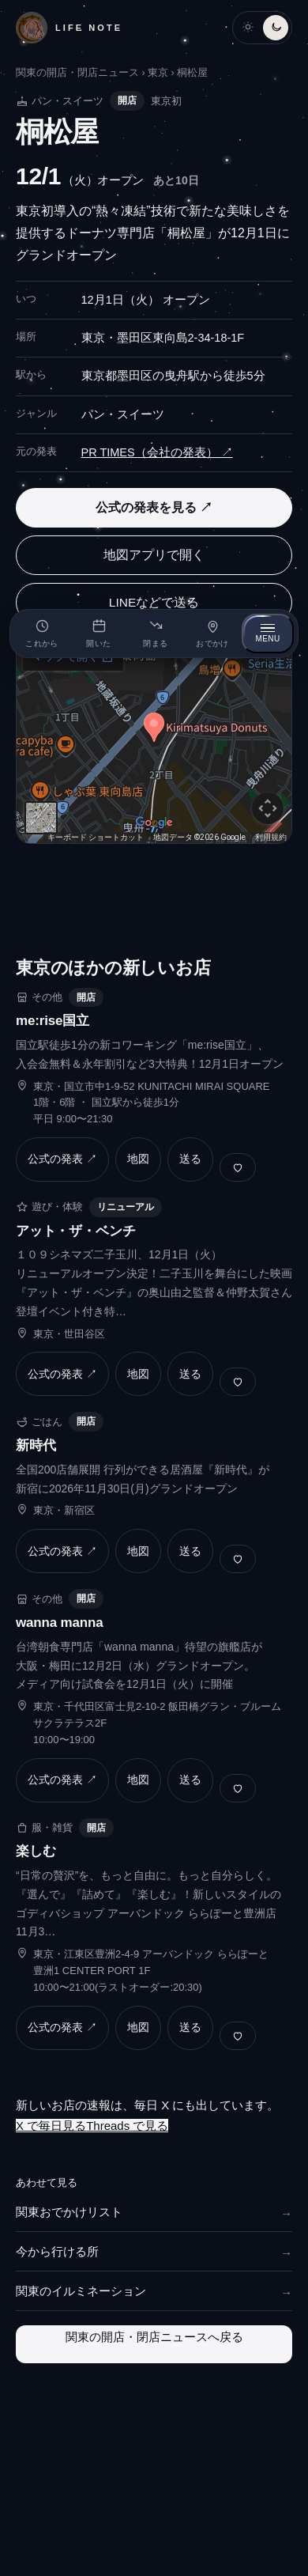 LIFE NOTE
関東の開店・閉店ニュース › 東京 › 桐松屋
パン・スイーツ 開店 東京初
桐松屋
12/1（火）オープン あと10日
東京初導入の“熱々凍結”技術で新たな美味しさを
提供するドーナツ専門店「桐松屋」が12月1日に
グランドオープン
いつ 12月1日（火） オープン
場所 東京・墨田区東向島2-34-18-1F
駅から 東京都墨田区の曳舟駅から徒歩5分
ジャンル パン・スイーツ
元の発表 PR TIMES（会社の発表） ↗
公式の発表を見る ↗
地図アプリで開く
LINEなどで送る
これから 開いた 閉まる おでかけ MENU
鳥増
Seria生活
地蔵坂通り
6
1丁目
Kirimatsuya Donuts
capyba
ra cafe)
2丁目
しゃぶ菜 東向島店
曳舟川通り
6
Google
キーボード ショートカット 地図データ ©2026 Google 利用規約
東京のほかの新しいお店
その他 開店
me:rise国立
国立駅徒歩1分の新コワーキング「me:rise国立」,
入会金無料＆永年割引など3大特典！12月1日オープン
東京・国立市中1-9-52 KUNITACHI MIRAI SQUARE
1階・6階 ・ 国立駅から徒歩1分
平日 9:00〜21:30
公式の発表 ↗ 地図 送る
遊び・体験 リニューアル
アット・ザ・ベンチ
１０９シネマズ二子玉川、12月1日（火）
リニューアルオープン決定！二子玉川を舞台にした映画
『アット・ザ・ベンチ』の奥山由之監督＆仲野太賀さん
登壇イベント付き特…
東京・世田谷区
公式の発表 ↗ 地図 送る
ごはん 開店
新時代
全国200店舗展開 行列ができる居酒屋『新時代』が
新宿に2026年11月30日(月)グランドオープン
東京・新宿区
公式の発表 ↗ 地図 送る
その他 開店
wanna manna
台湾朝食専門店「wanna manna」待望の旗艦店が
大阪・梅田に12月2日（水）グランドオープン。
メディア向け試食会を12月1日（火）に開催
東京・千代田区富士見2-10-2 飯田橋グラン・ブルーム
サクラテラス2F
10:00〜19:00
公式の発表 ↗ 地図 送る
服・雑貨 開店
楽しむ
“日常の贅沢”を、もっと自由に。もっと自分らしく。
『選んで』『詰めて』『楽しむ』！新しいスタイルの
ゴディバショップ アーバンドック ららぽーと豊洲店
11月3…
東京・江東区豊洲2-4-9 アーバンドック ららぽーと
豊洲1 CENTER PORT 1F
10:00〜21:00(ラストオーダー:20:30)
公式の発表 ↗ 地図 送る
新しいお店の速報は、毎日 X にも出しています。
X で毎日見るThreads で見る
あわせて見る
関東おでかけリスト →
今から行ける所 →
関東のイルミネーション →
関東の開店・閉店ニュースへ戻る